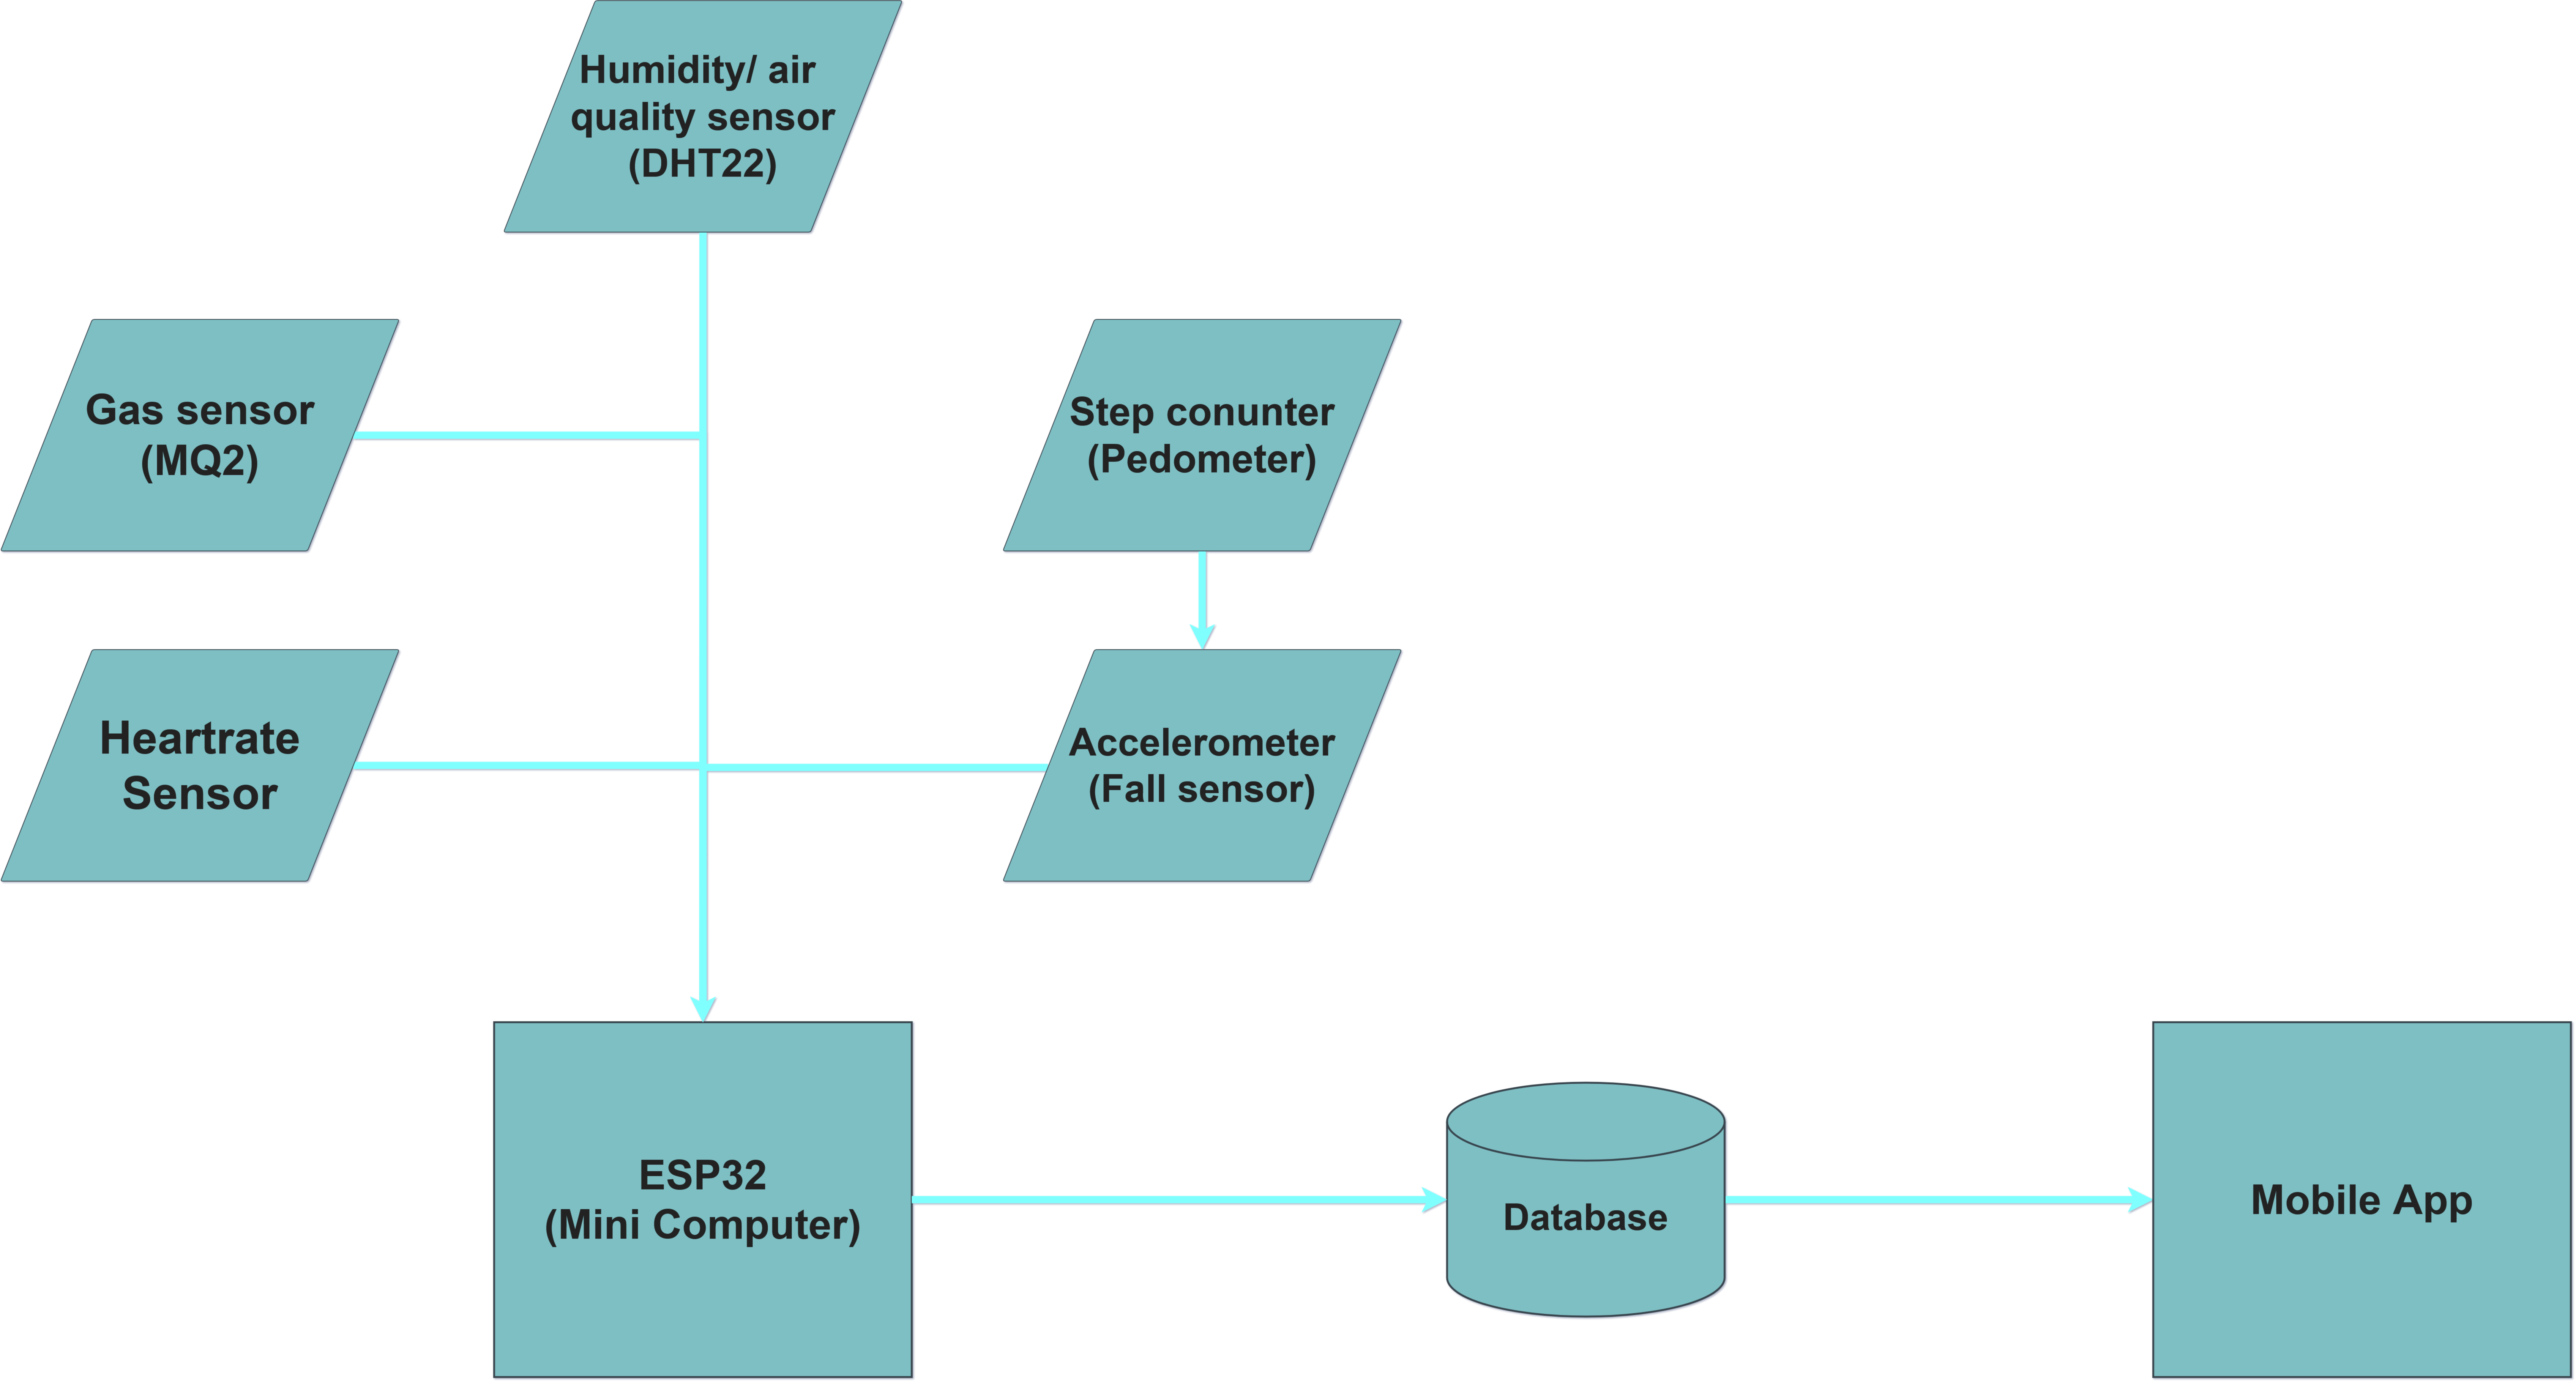 Humidity/ air
quality sensor
(DHT22)
Gas sensor
(MQ2)
Step conunter
(Pedometer)
Heartrate
Sensor
Accelerometer
(Fall sensor)
ESP32
(Mini Computer)
Database
Mobile App